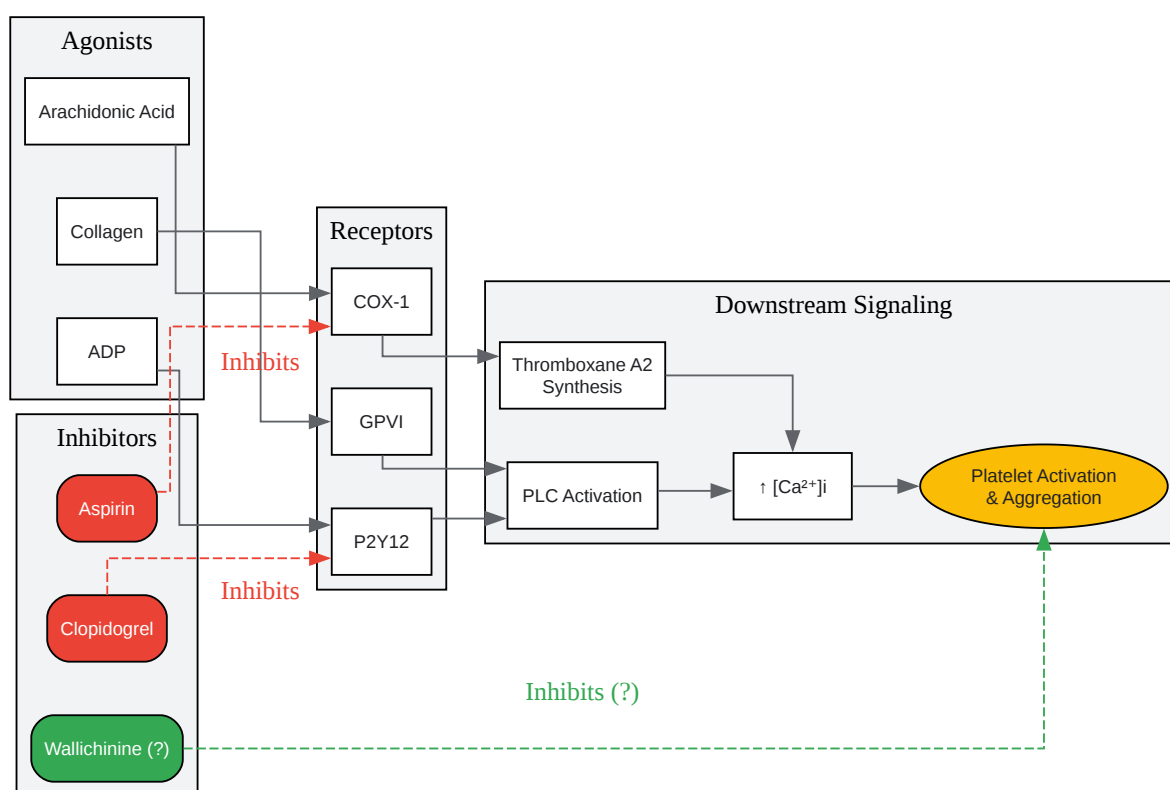 Agonists
Arachidonic Acid
Collagen
ADP
Inhibitors
Aspirin
Clopidogrel
Wallichinine (?)
Inhibits
Inhibits
Inhibits (?)
Receptors
COX-1
GPVI
P2Y12
Downstream Signaling
Thromboxane A2
Synthesis
PLC Activation
↑ [Ca²⁺]i
Platelet Activation
& Aggregation